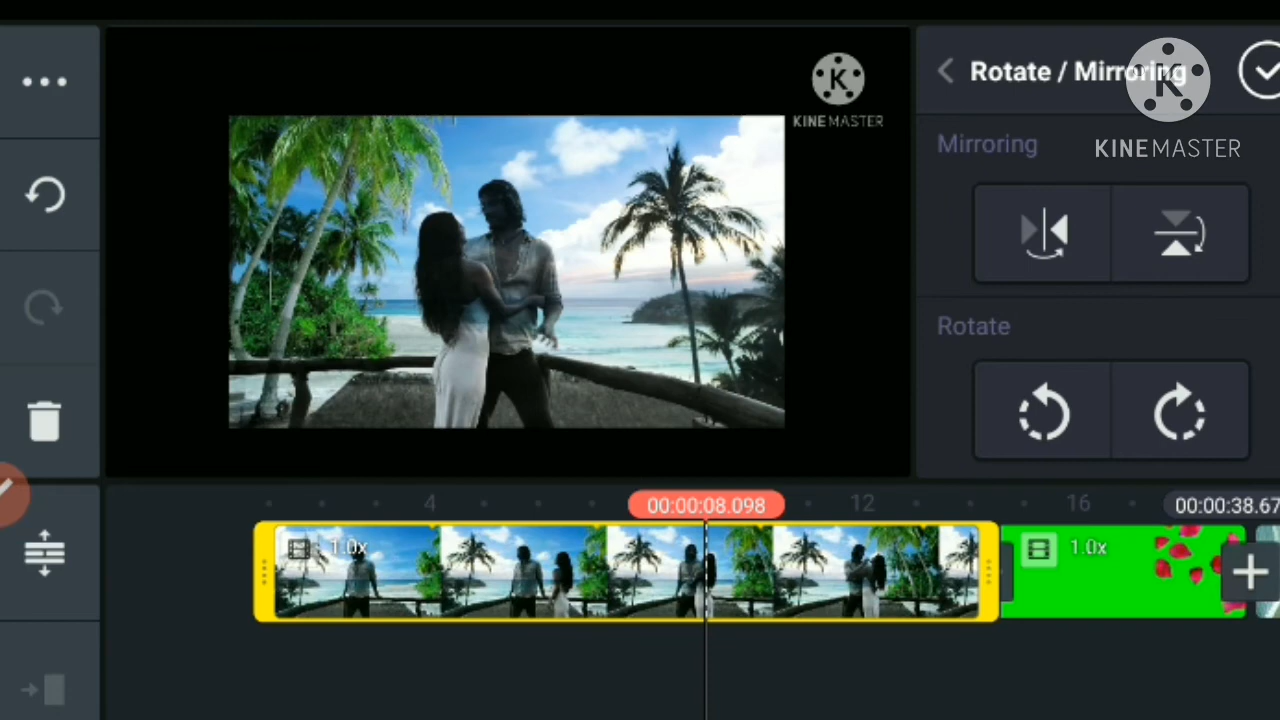 Rotate / Mirroring
KINEMASTER
Mirroring
KINEMASTER
Rotate
4
00:00:08.098
12
16
00:00:38.67
1.0x
1.0x